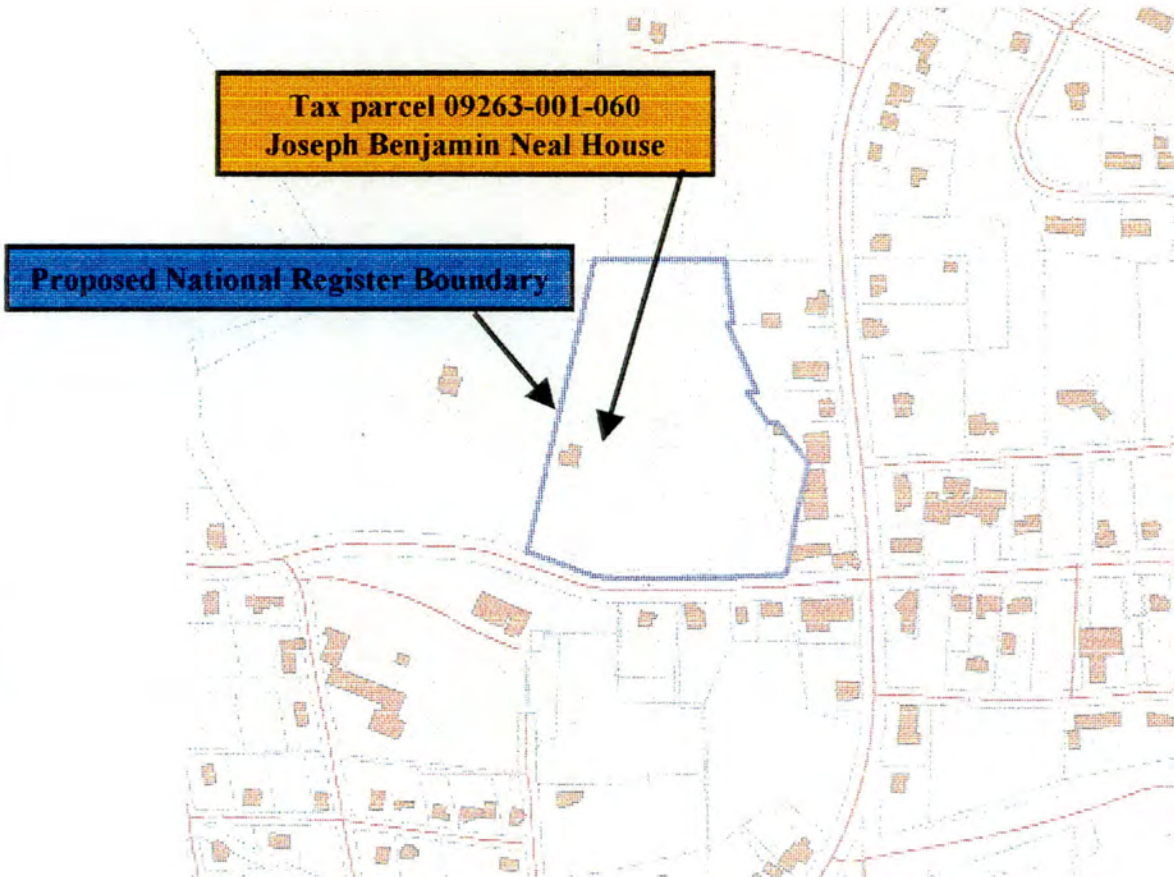 Tax parcel 09263-001-060
Joseph Benjamin Neal House
Proposed National Register Boundary